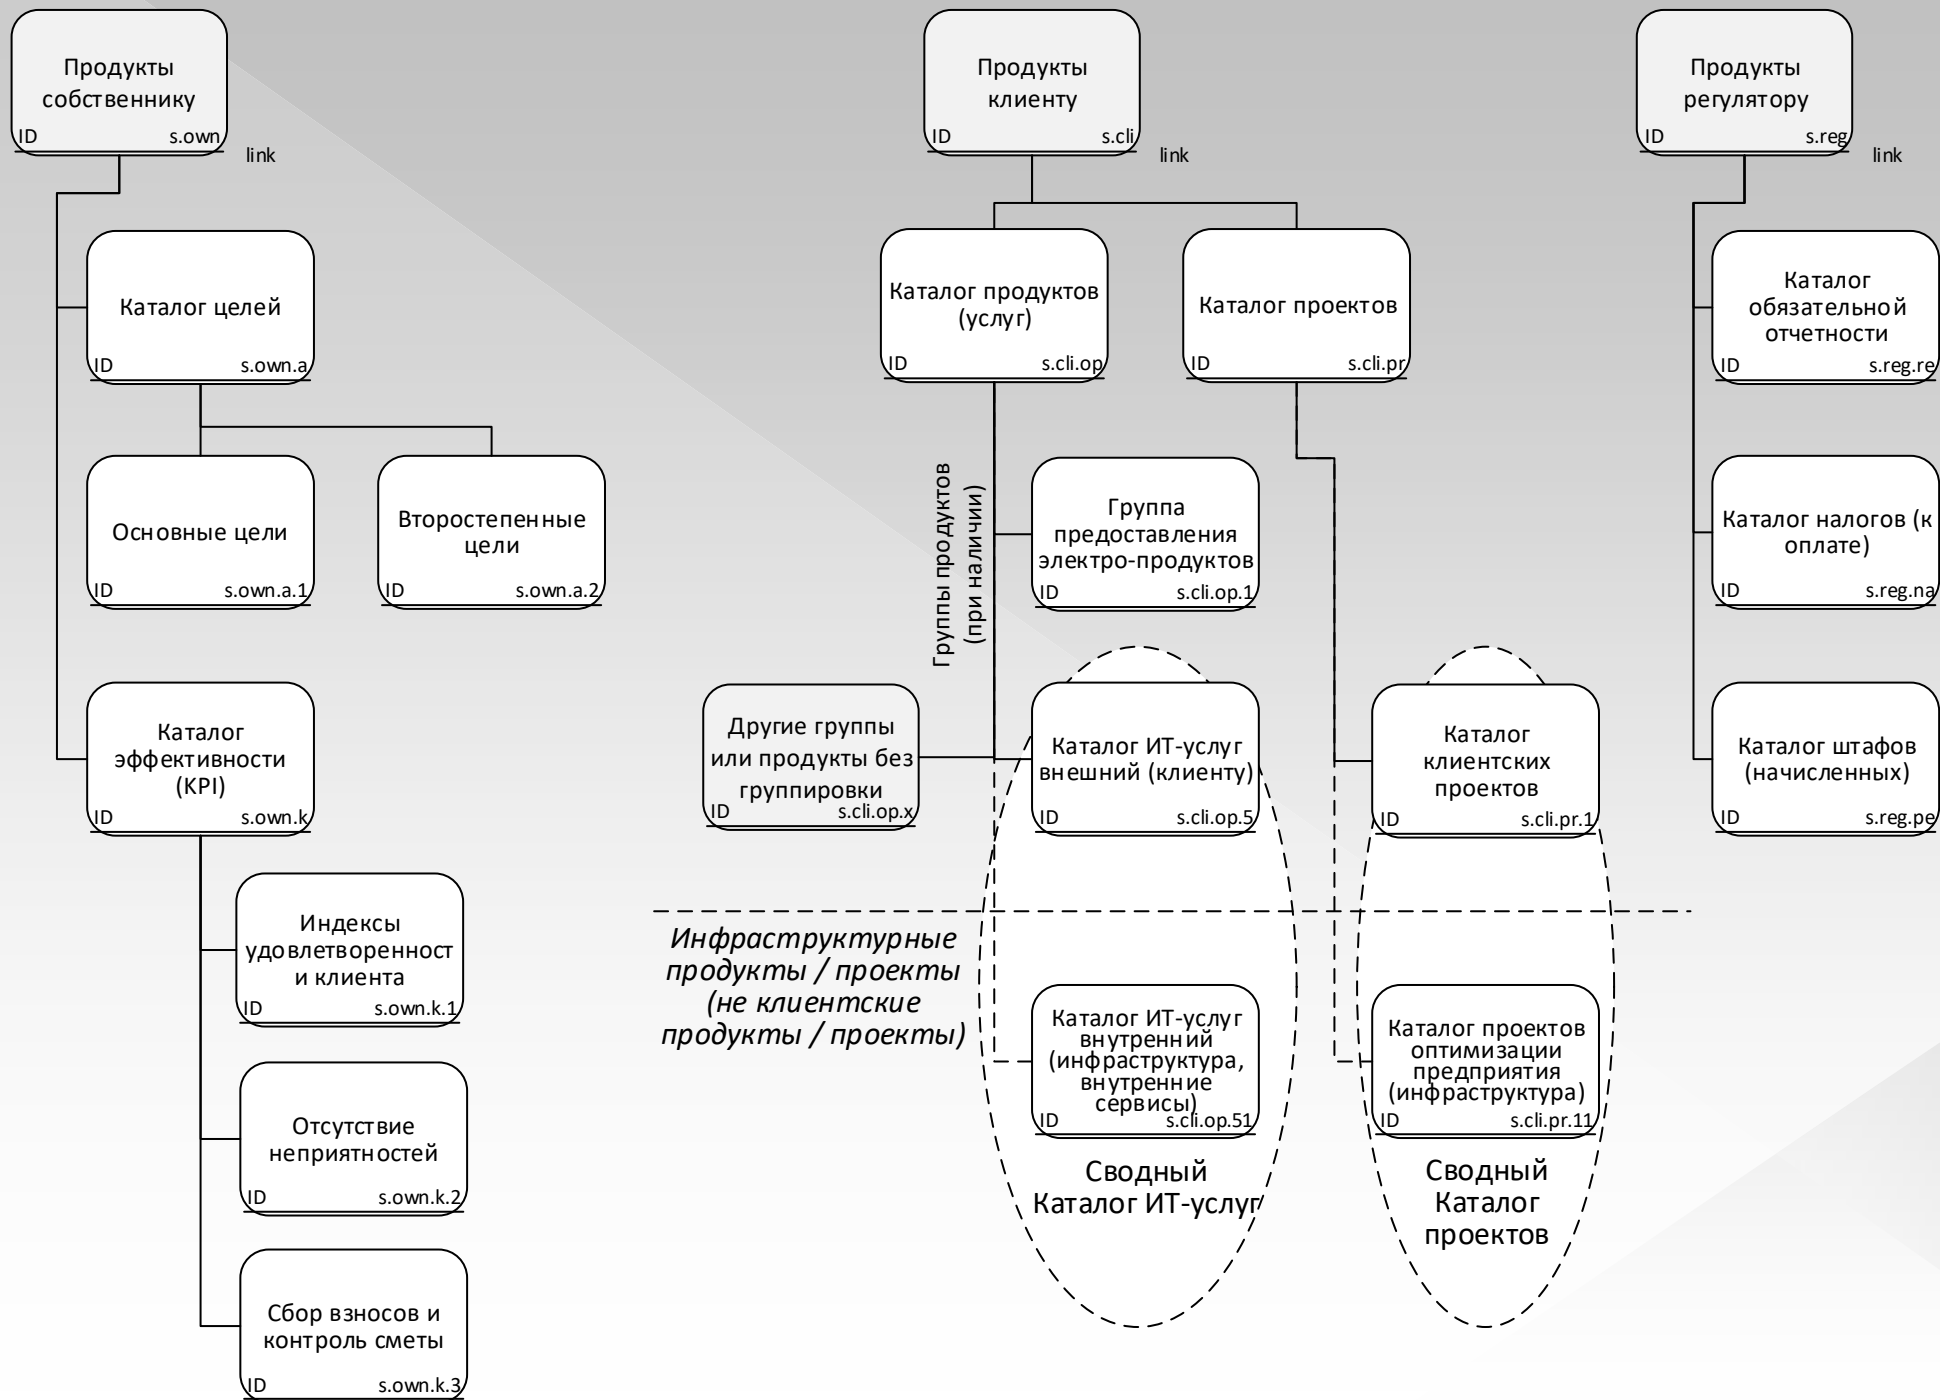 Продукты
собственнику
ID s.own
link
Продукты
клиенту
ID s.cli
link
Продукты
регулятору
ID s.reg
link
Каталог целей
ID s.own.a
Каталог продуктов
(услуг)
ID s.cli.op
Каталог проектов
ID s.cli.pr
Каталог
обязательной
отчетности
ID s.reg.re
Основные цели
ID s.own.a.1
Второстепенные
цели
ID s.own.a.2
Группы продуктов
(при наличии)
Группа
предоставления
электро-продуктов
ID s.cli.op.1
Каталог налогов (к
оплате)
ID s.reg.na
Каталог
эффективности
(KPI)
ID s.own.k
Другие группы
или продукты без
группировки
ID s.cli.op.x
Каталог ИТ-услуг
внешний (клиенту)
ID s.cli.op.5
Каталог
клиентских
проектов
ID s.cli.pr.1
Каталог штафов
(начисленных)
ID s.reg.pe
Индексы
удовлетворенност
и клиента
ID s.own.k.1
Инфраструктурные
продукты / проекты
(не клиентские
продукты / проекты)
Каталог ИТ-услуг
внутренний
(инфраструктура,
внутренние
сервисы)
ID s.cli.op.51
Каталог проектов
оптимизации
предприятия
(инфраструктура)
ID s.cli.pr.11
Отсутствие
неприятностей
ID s.own.k.2
Сводный
Каталог ИТ-услуг
Сводный
Каталог
проектов
Сбор взносов и
контроль сметы
ID s.own.k.3